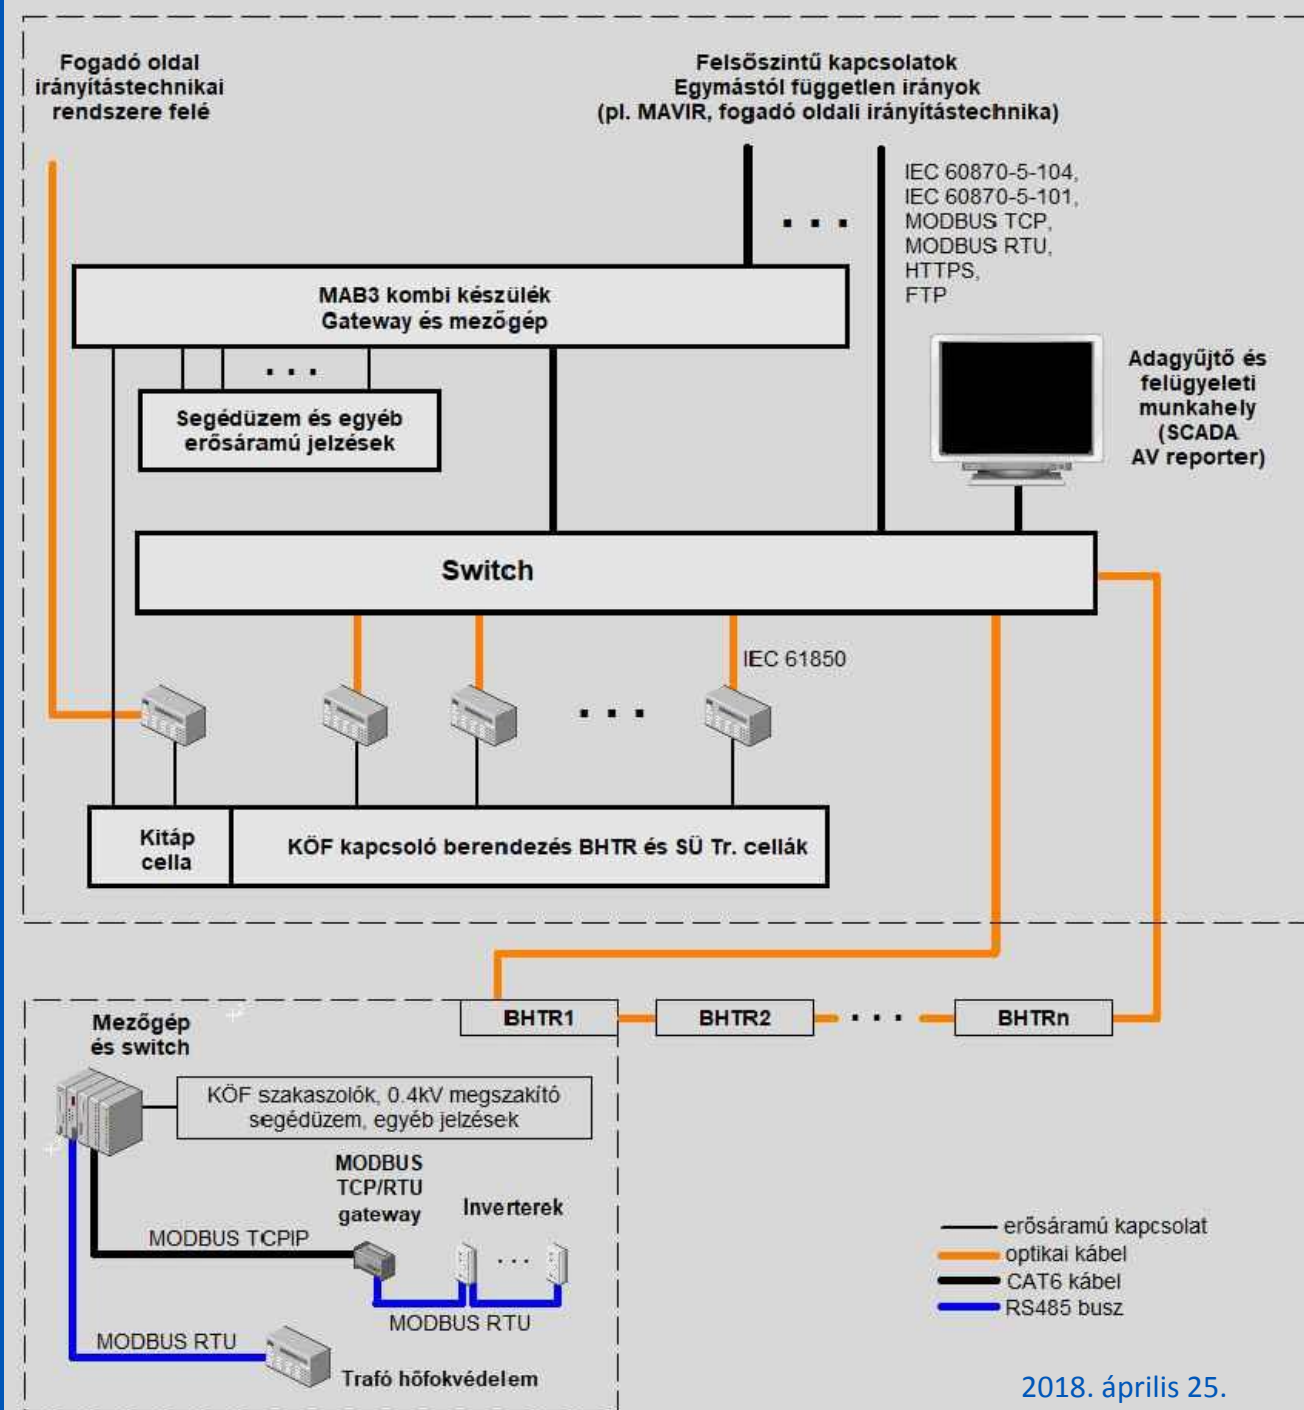 Fogadó oldal
irányítástechnikai
rendszere felé
Felsőszintű kapcsolatok
Egymástól független irányok
(pl. MAVIR, fogadó oldali irányítástechnika)
IEC 60870-5-104,
IEC 60870-5-101,
MODBUS TCP,
MODBUS RTU,
HTTPS,
FTP
MAB3 kombi készülék
Gateway és mezőgép
Segédüzem és egyéb
erősáramú jelzések
Adagyűjtő és
felügyeleti
munkahely
(SCADA
AV reporter)
Switch
IEC 61850
Kitáp
cella
KÖF kapcsoló berendezés BHTR és SÜ Tr. cellák
BHTR1
BHTR2
BHTRn
Mezőgép
és switch
KÖF szakaszolók, 0.4kV megszakító
segédüzem, egyéb jelzések
MODBUS
TCP/RTU
gateway
Inverterek
MODBUS TCPIP
MODBUS RTU
MODBUS RTU
Trafó hőfokvédelem
erősáramú kapcsolat
optikai kábel
CAT6 kábel
RS485 busz
2018. április 25.